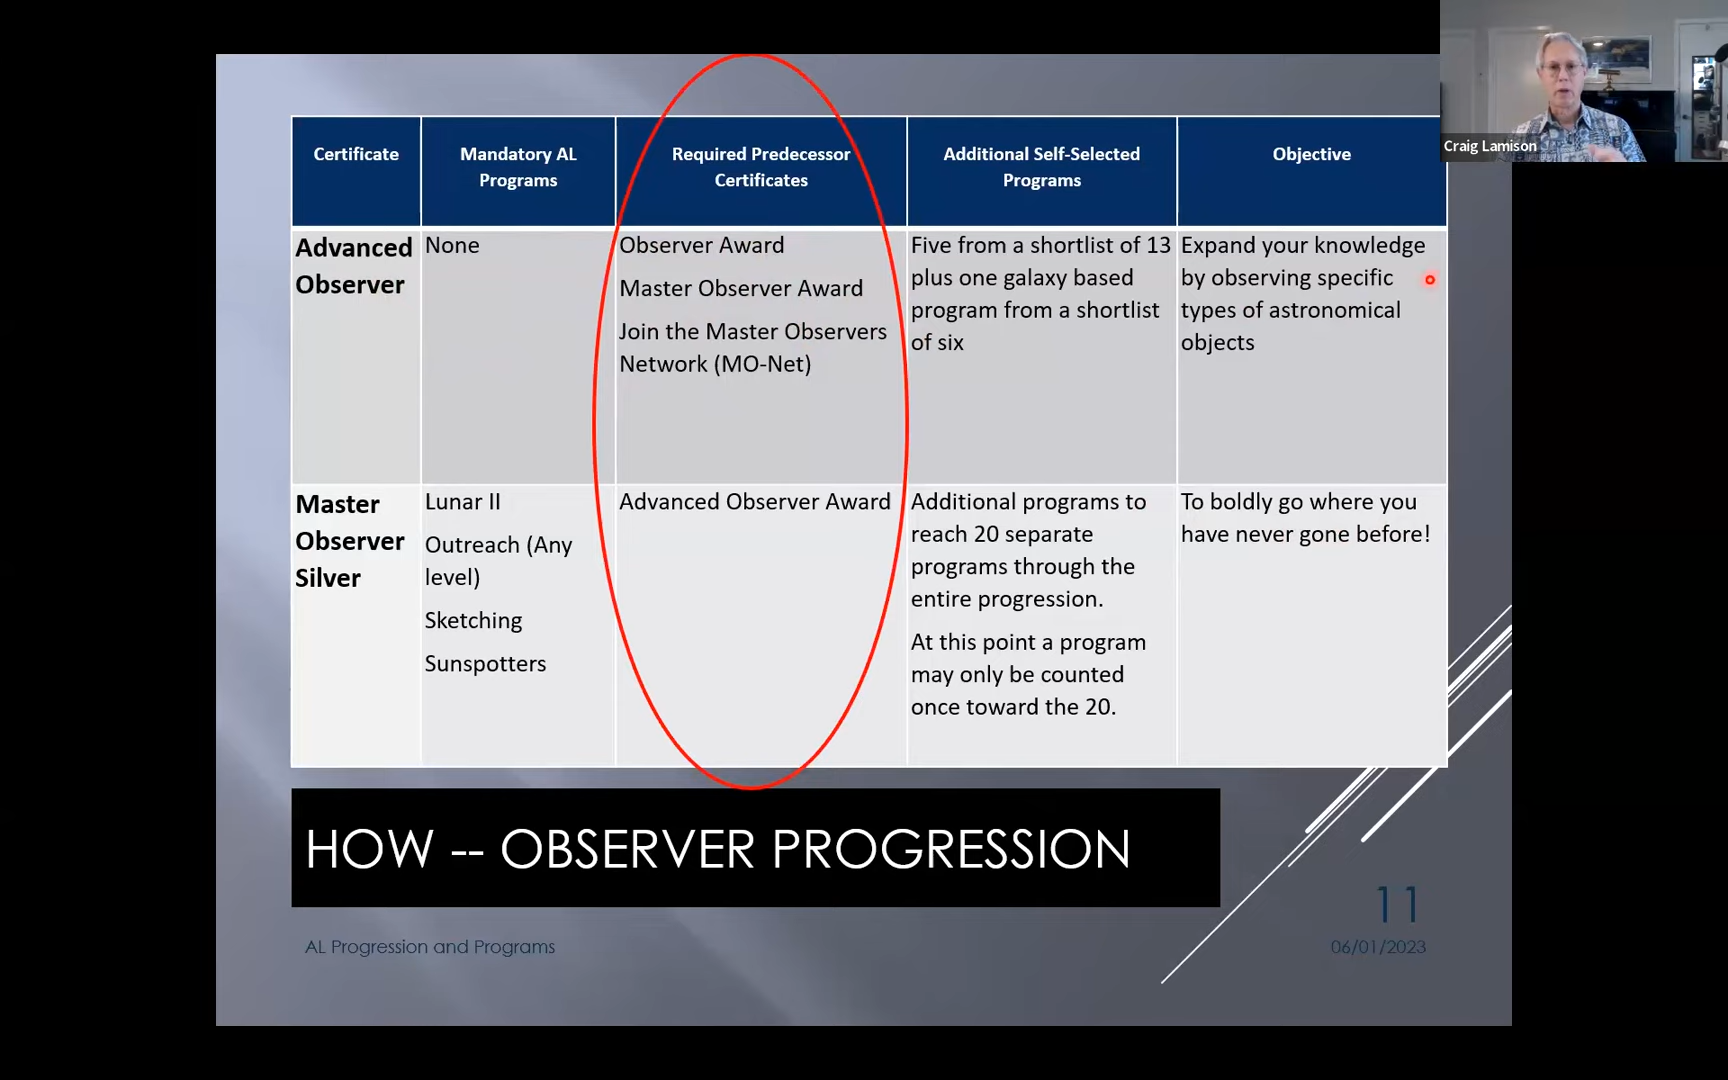 Craig Lamison
Certificate
Mandatory AL
Programs
Required Predecessor
Certificates
Additional Self-Selected
Programs
Objective
Advanced
Observer
None
Observer Award
Master Observer Award
Join the Master Observers
Network (MO-Net)
Five from a shortlist of 13
plus one galaxy based
program from a shortlist
of six
Expand your knowledge
by observing specific
types of astronomical
objects
Master
Observer
Silver
Lunar II
Outreach (Any
level)
Sketching
Sunspotters
Advanced Observer Award
Additional programs to
reach 20 separate
programs through the
entire progression.
At this point a program
may only be counted
once toward the 20.
To boldly go where you
have never gone before!
HOW -- OBSERVER PROGRESSION
11
AL Progression and Programs
06/01/2023